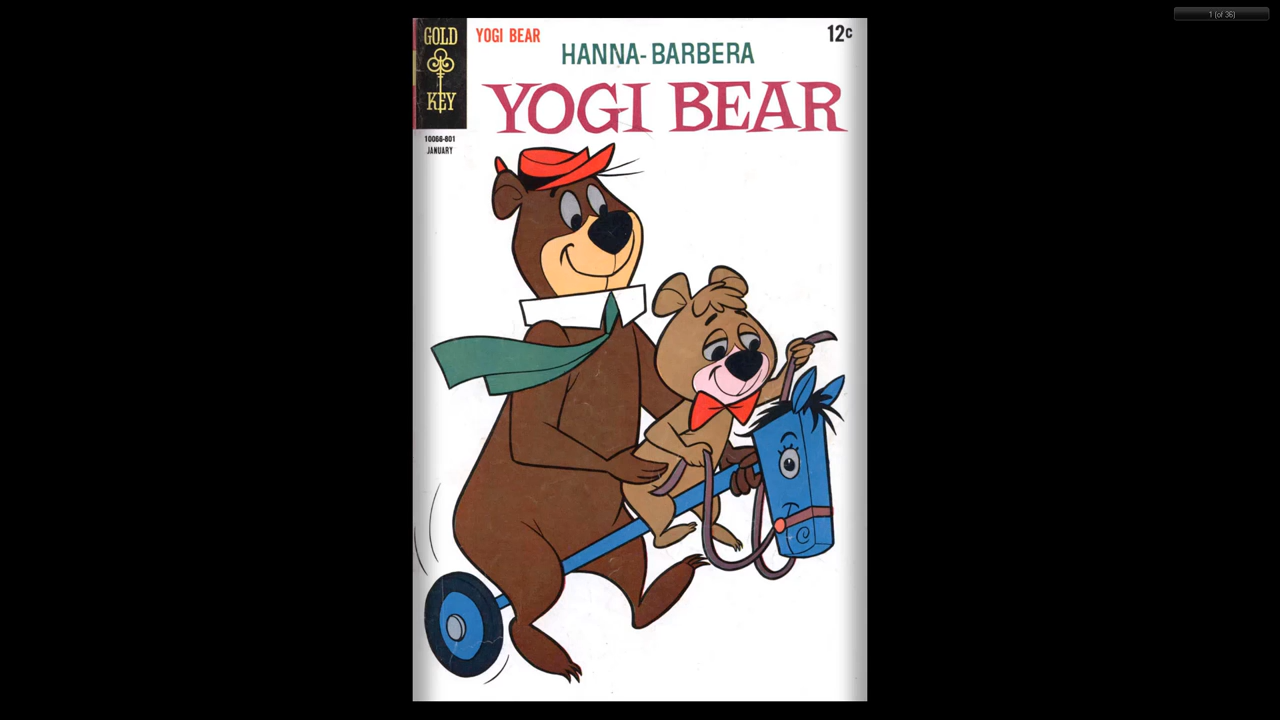 1 (of 36)
GOLD
KEY
YOGI BEAR
12¢
HANNA-BARBERA
YOGI BEAR
10066-801
JANUARY